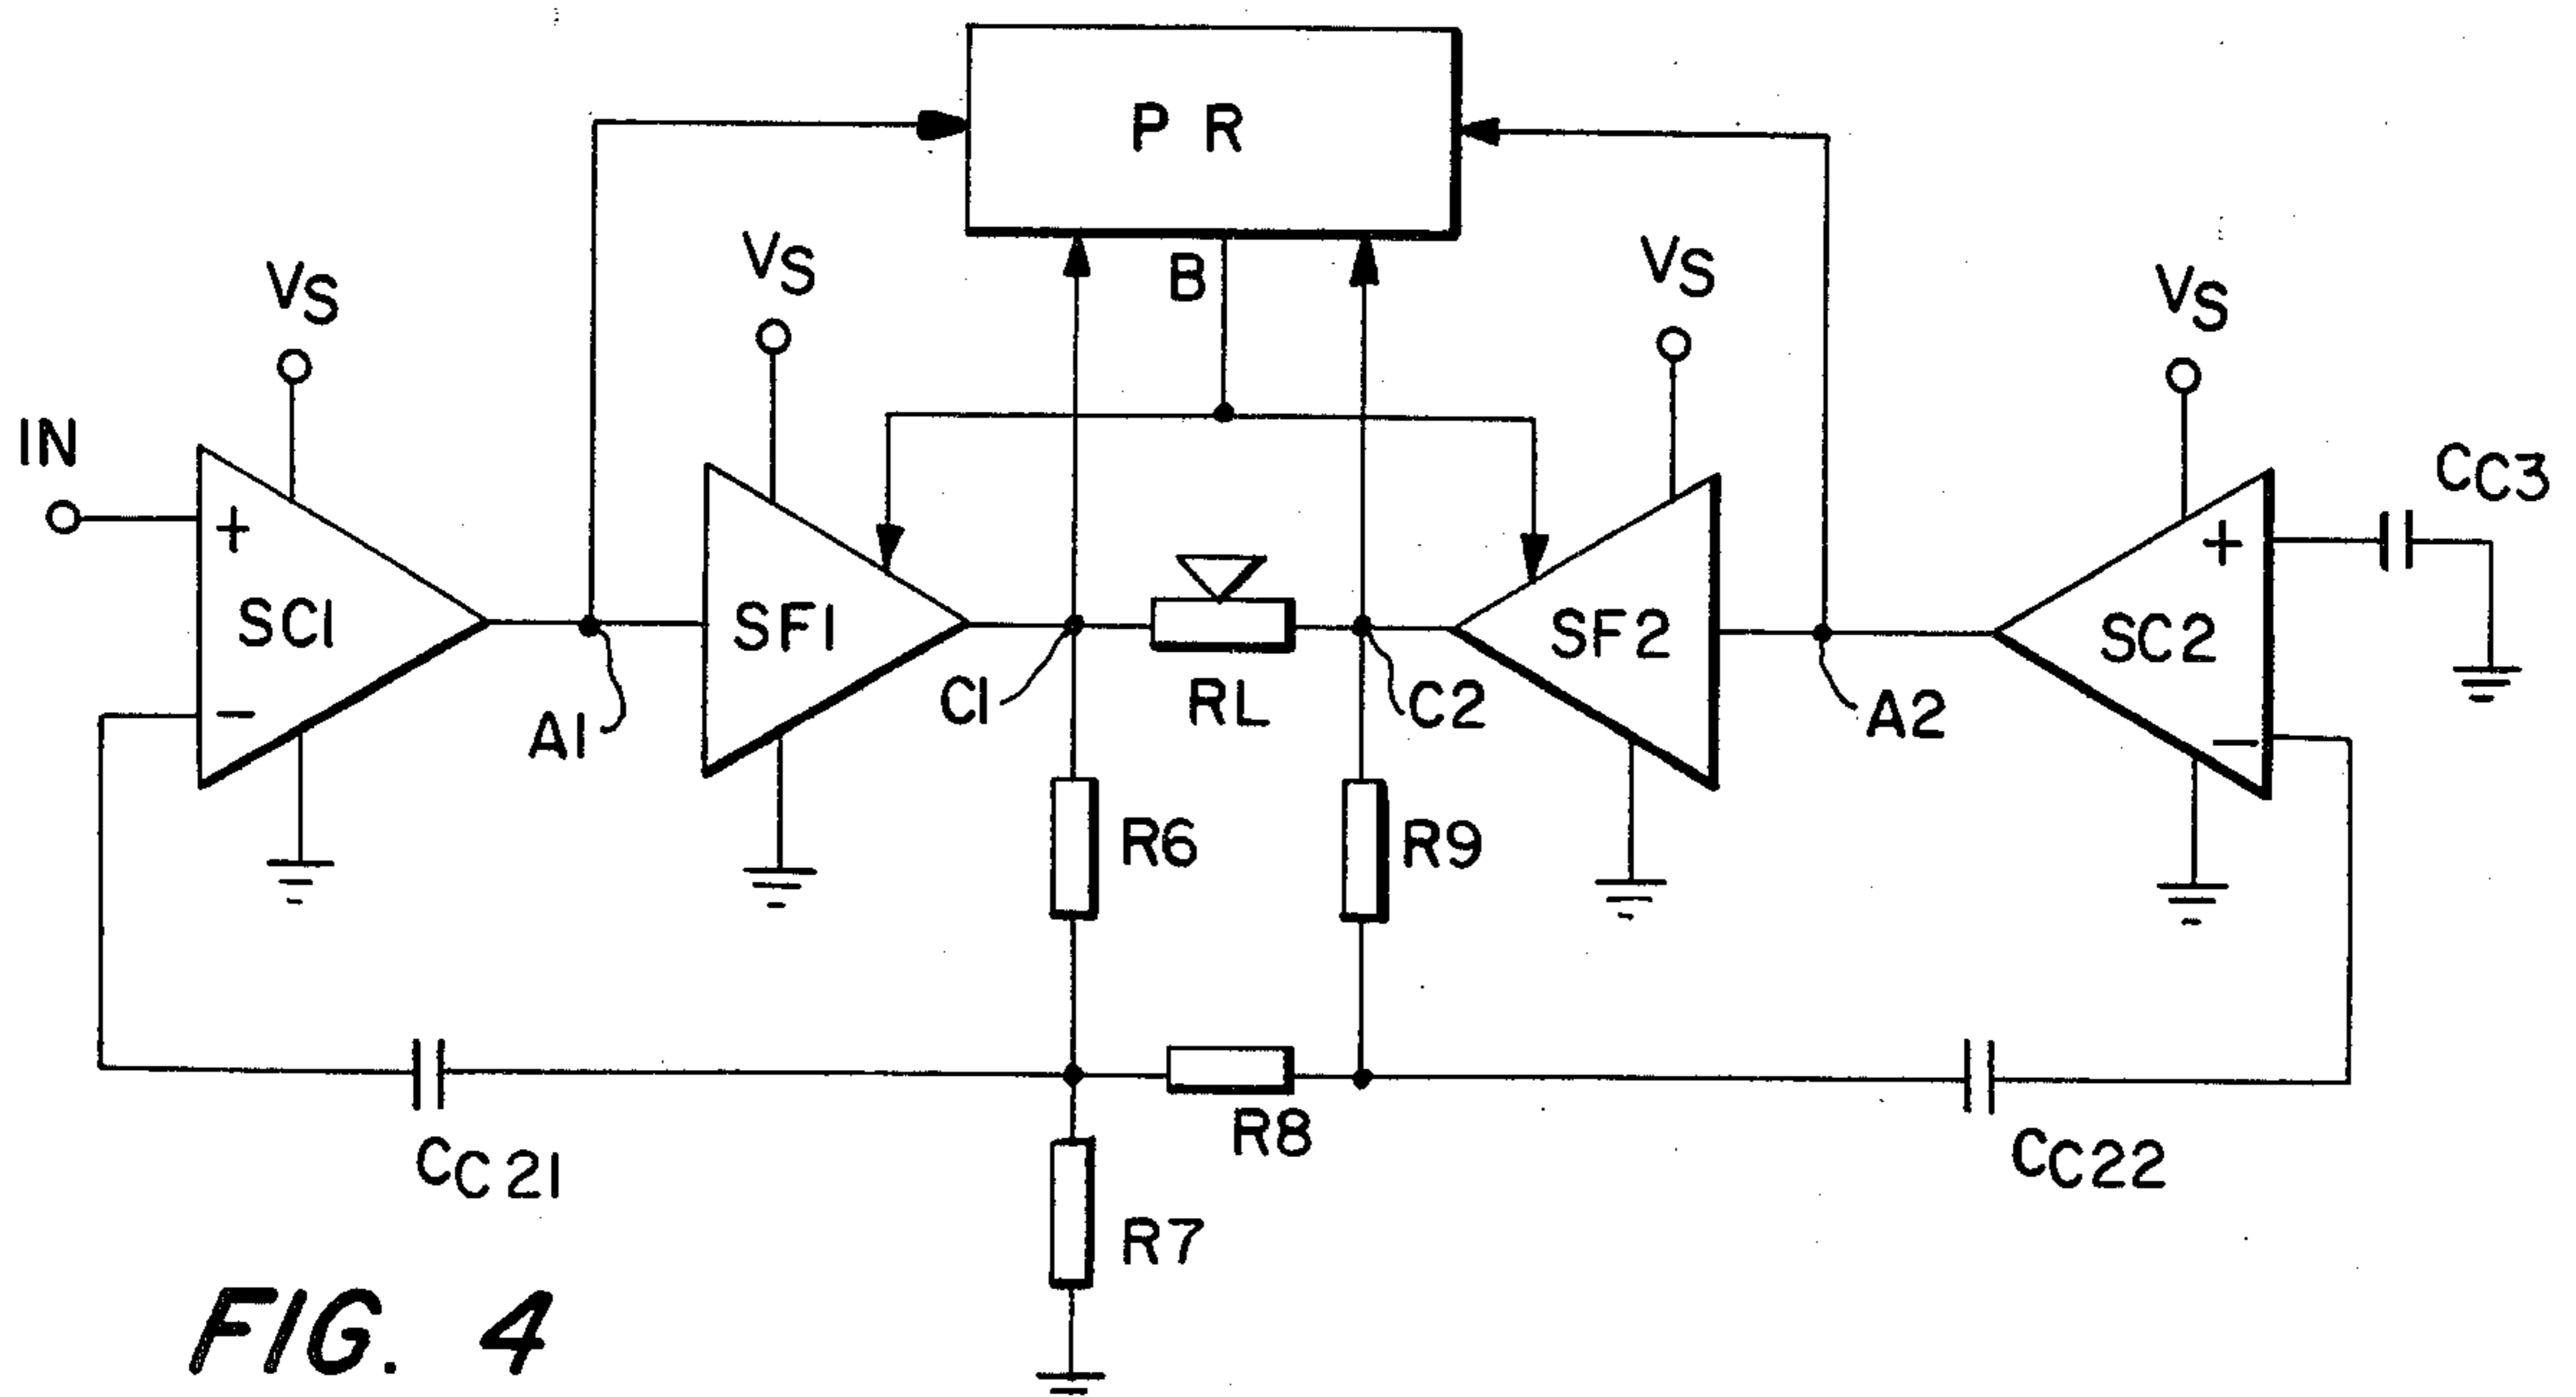 P R
B
VS
VS
VS
VS
IN
CC3
+
+
SC1
SF1
SF2
SC2
C1
RL
C2
A1
A2
−
−
R6
R9
R8
CC21
CC22
R7
FIG. 4